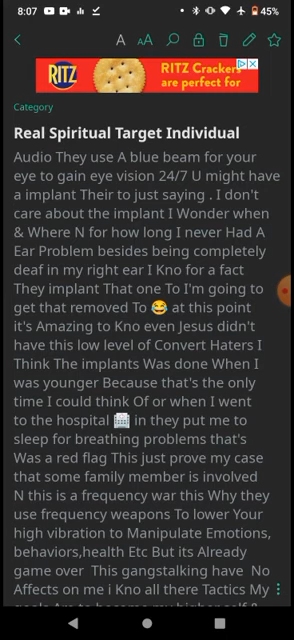 8:07
45%
A AA
RITZ
RITZ Crackers
are perfect for
Category
Real Spiritual Target Individual
Audio They use A blue beam for your
eye to gain eye vision 24/7 U might have
a implant Their to just saying . I don't
care about the implant I Wonder when
& Where N for how long I never Had A
Ear Problem besides being completely
deaf in my right ear I Kno for a fact
They implant That one To I'm going to
get that removed To 😂 at this point
it's Amazing to Kno even Jesus didn't
have this low level of Convert Haters I
Think The implants Was done When I
was younger Because that's the only
time I could think Of or when I went
to the hospital 🏥 in they put me to
sleep for breathing problems that's
Was a red flag This just prove my case
that some family member is involved
N this is a frequency war this Why they
use frequency weapons To lower Your
high vibration to Manipulate Emotions,
behaviors,health Etc But its Already
game over This gangstalking have No
Affects on me i Kno all there Tactics My